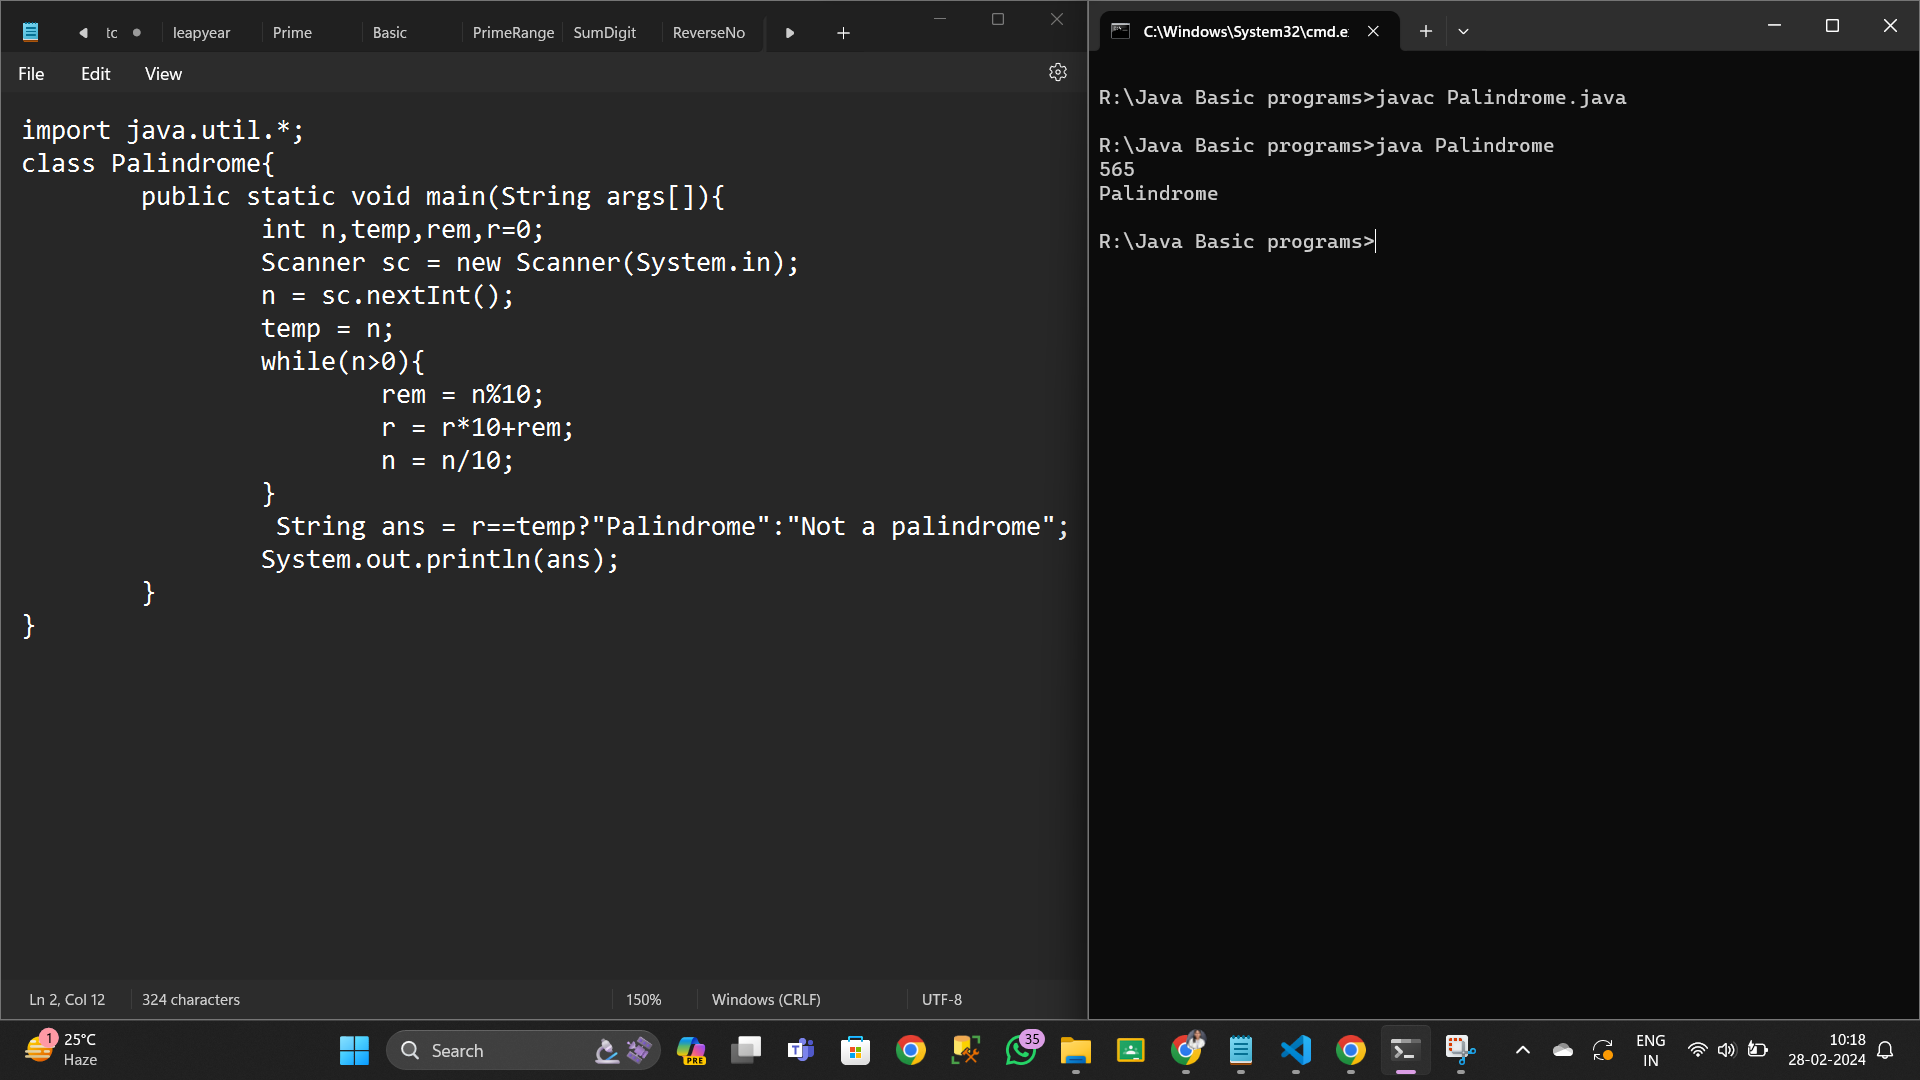 tc
leapyear
Prime
Basic
PrimeRange
SumDigit
ReverseNo
File
Edit
View
import java.util.*;
class Palindrome{
public static void main(String args[]){
int n,temp,rem,r=0;
Scanner sc = new Scanner(System.in);
n = sc.nextInt();
temp = n;
while(n>0){
rem = n%10;
r = r*10+rem;
n = n/10;
}
String ans = r==temp?"Palindrome":"Not a palindrome";
System.out.println(ans);
}
}
Ln 2, Col 12
324 characters
150%
Windows (CRLF)
UTF-8
C:\Windows\System32\cmd.e
R:\Java Basic programs>javac Palindrome.java
R:\Java Basic programs>java Palindrome
565
Palindrome
R:\Java Basic programs>
1
25°C
Haze
Search
PRE
35
ENG
IN
10:18
28-02-2024